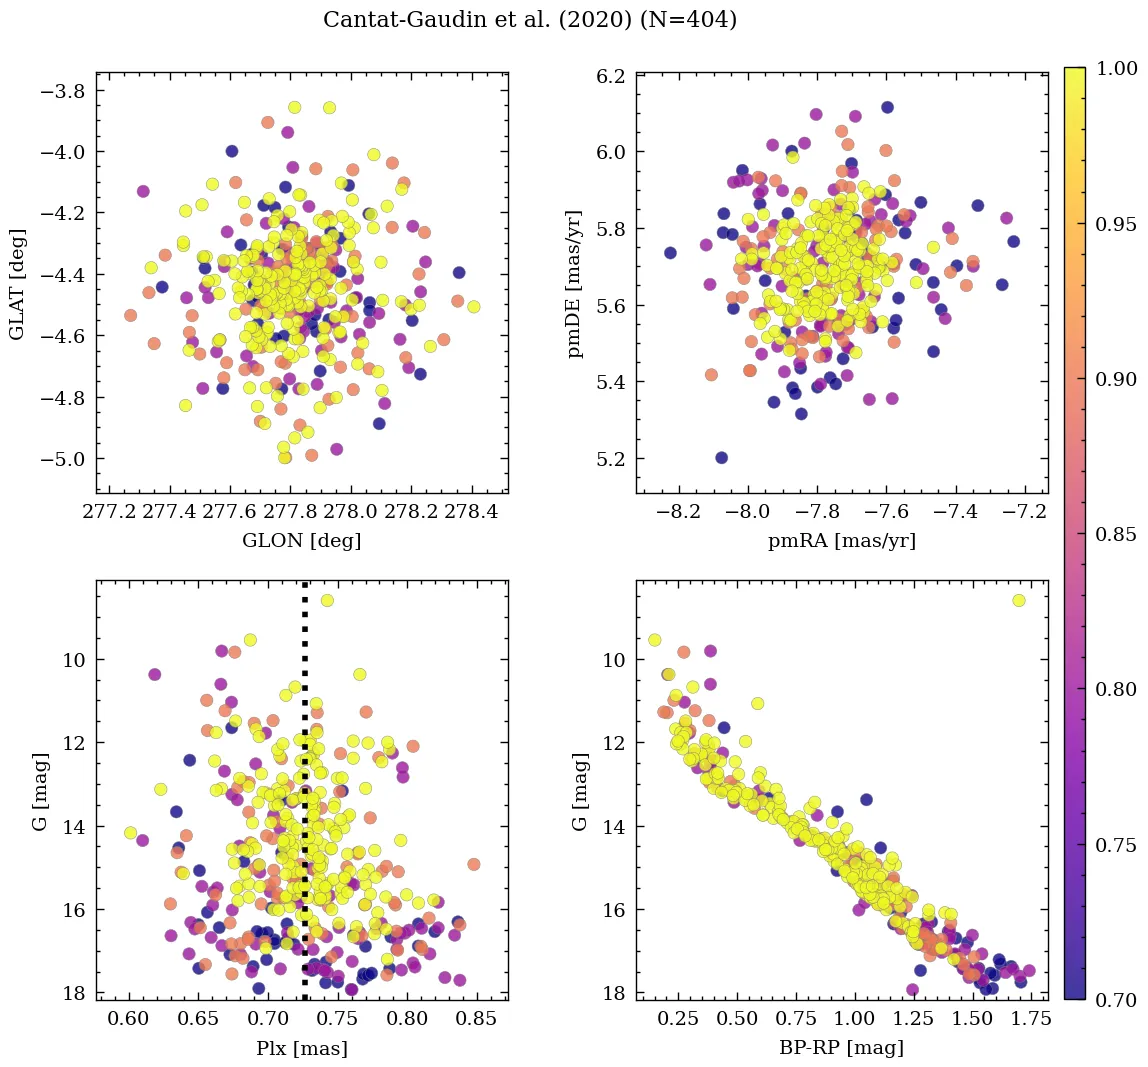 Cantat-Gaudin et al. (2020) (N=404)
−3.8
−4.0
−4.2
−4.4
−4.6
−4.8
−5.0
GLAT [deg]
277.2 277.4 277.6 277.8 278.0 278.2 278.4
GLON [deg]
6.2
6.0
5.8
5.6
5.4
5.2
pmDE [mas/yr]
−8.2 −8.0 −7.8 −7.6 −7.4 −7.2
pmRA [mas/yr]
10
12
14
16
18
G [mag]
0.60 0.65 0.70 0.75 0.80 0.85
Plx [mas]
10
12
14
16
18
G [mag]
0.25 0.50 0.75 1.00 1.25 1.50 1.75
BP-RP [mag]
1.00
0.95
0.90
0.85
0.80
0.75
0.70